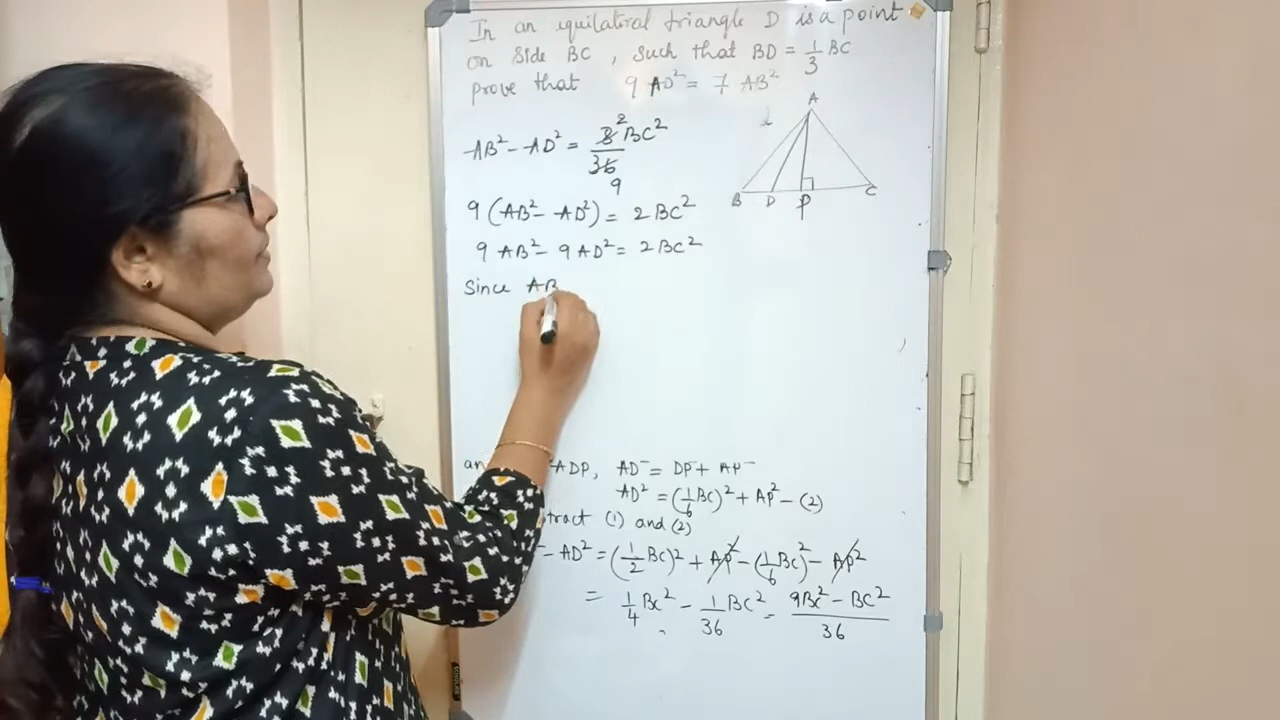 In an equilateral triangle D is a point
on side BC, such that BD = 1/3 BC
prove that 9 AD² = 7 AB²
A
B D P C
AB² - AD² = 8/36 BC²
2
9
9 (AB² - AD²) = 2 BC²
9 AB² - 9 AD² = 2 BC²
Since AB
ADP, AD² = DP² + AP²
AD² = (1/6 BC)² + AP² - (2)
tract (1) and (2)
- AD² = (1/2 BC)² + AP² - (1/6 BC)² - AP²
= 1/4 BC² - 1/36 BC² = 9BC² - BC² / 36